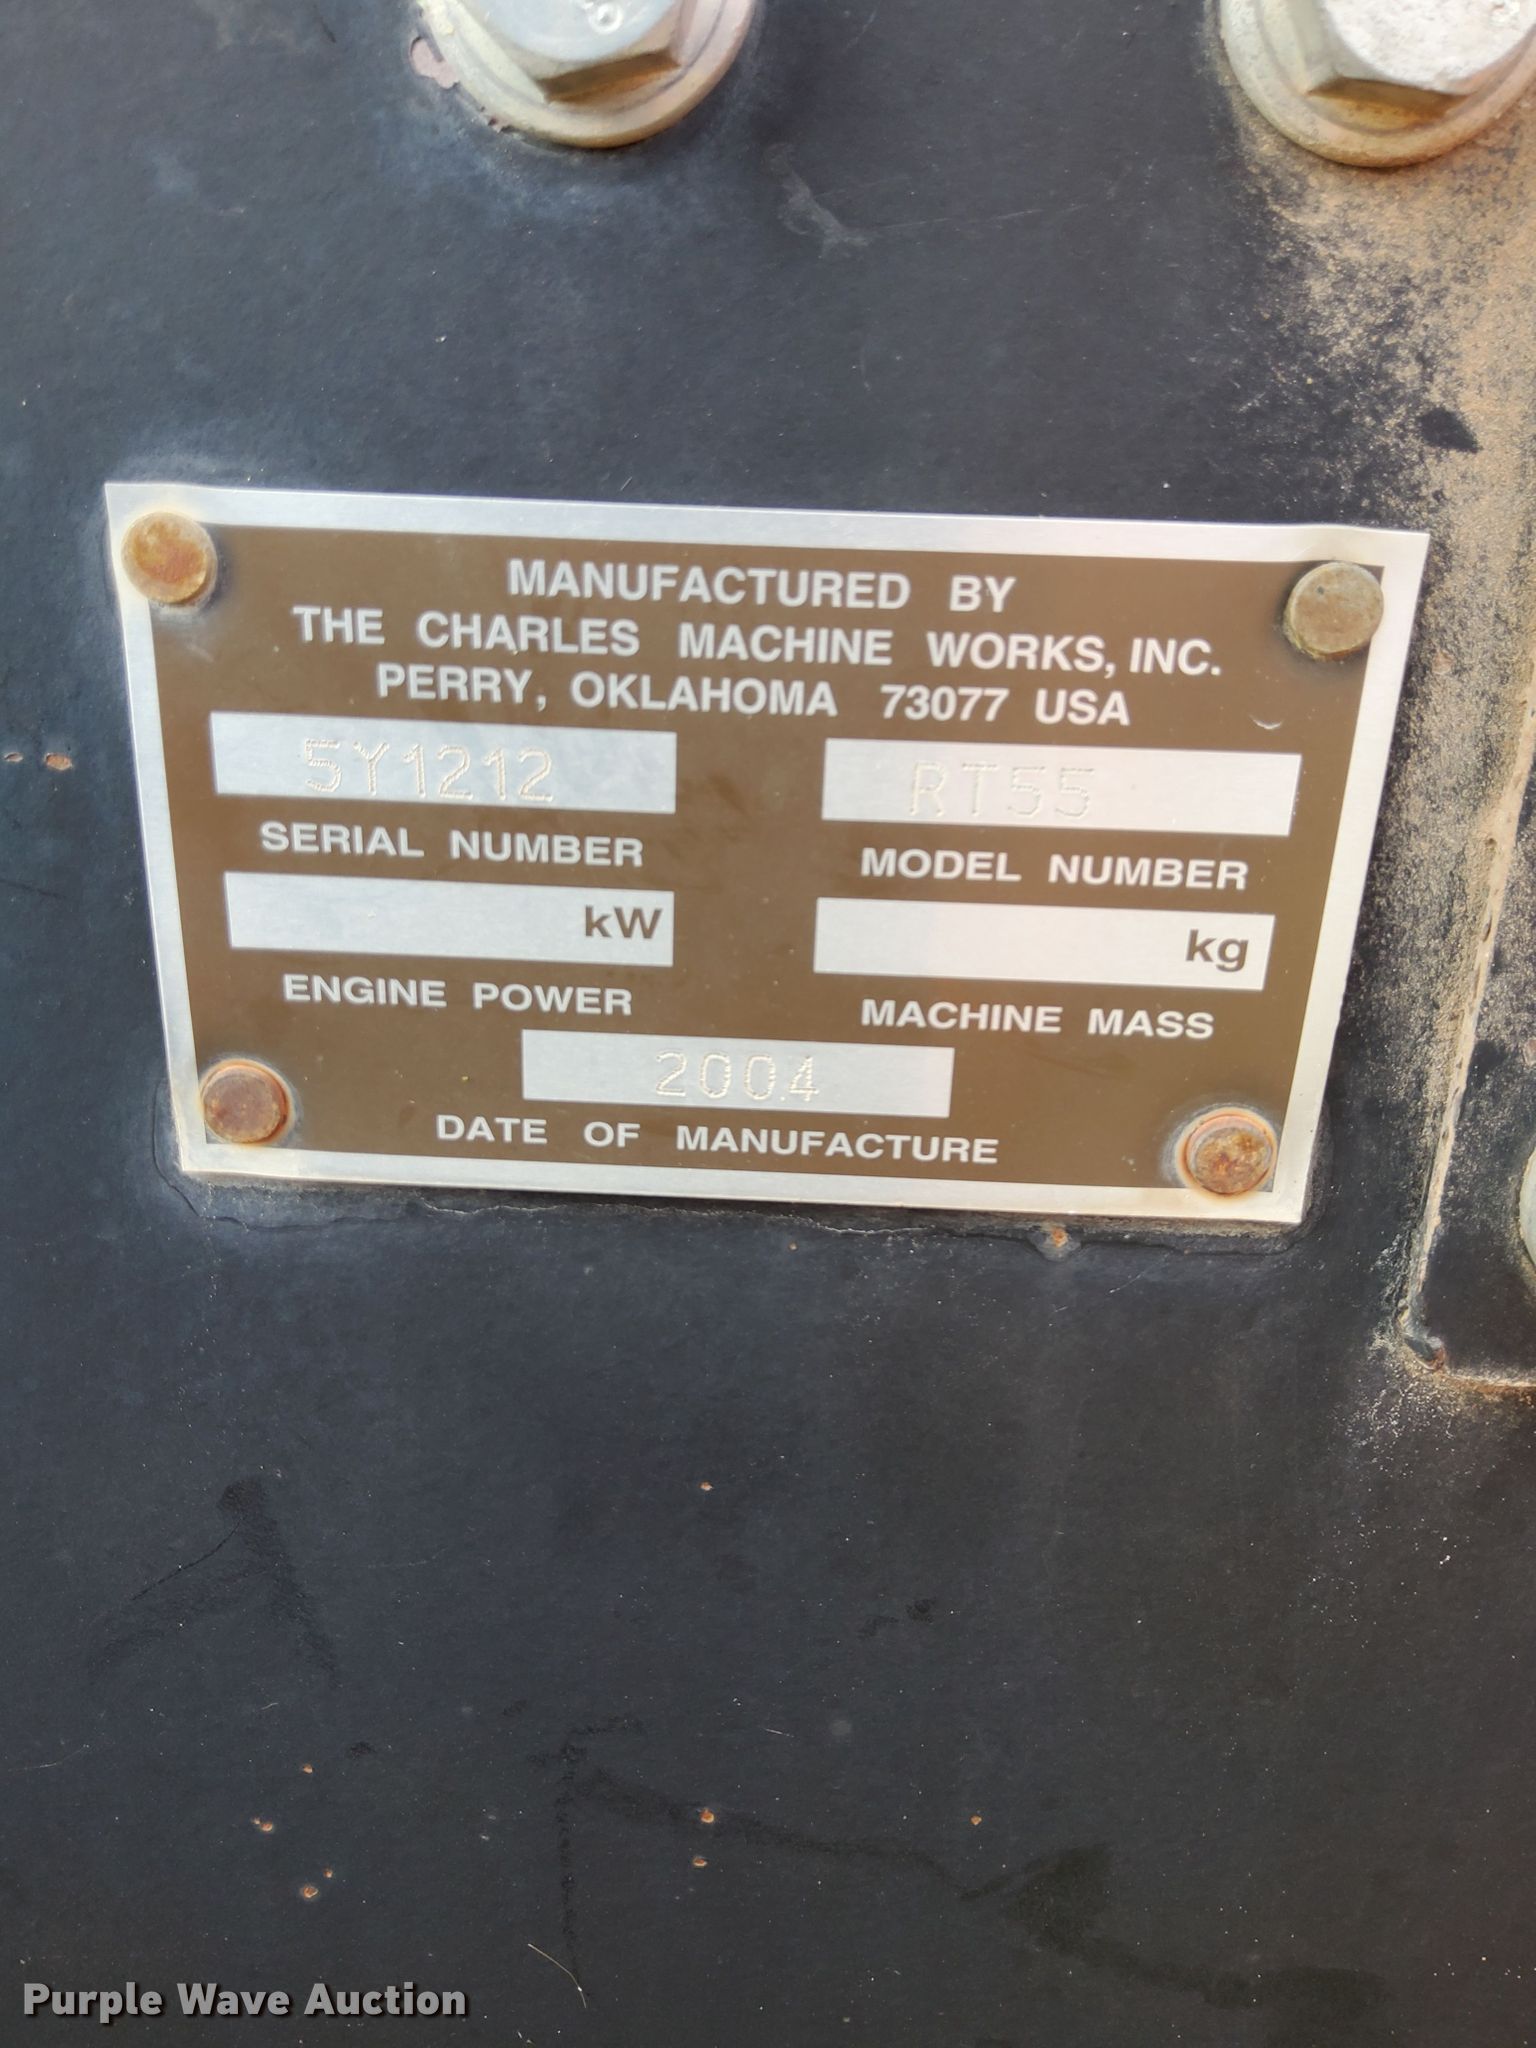 MANUFACTURED BY
THE CHARLES MACHINE WORKS, INC.
PERRY, OKLAHOMA 73077 USA
5Y1212 RT55
SERIAL NUMBER MODEL NUMBER
kW kg
ENGINE POWER MACHINE MASS
2004
DATE OF MANUFACTURE
Purple Wave Auction